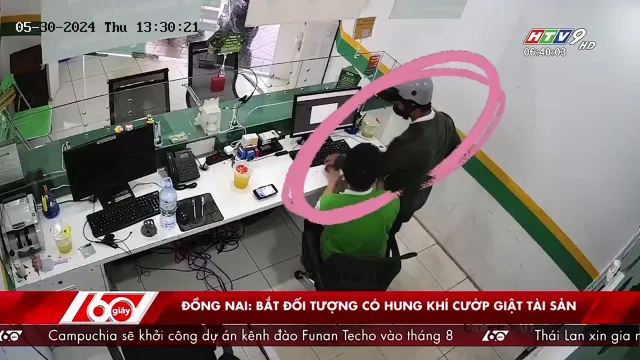 05-30-2024 Thu 13:30:21
HTV9 HD
06:40:03
60 giây
ĐỒNG NAI: BẮT ĐỐI TƯỢNG CÓ HUNG KHÍ CƯỚP GIẬT TÀI SẢN
60giây Campuchia sẽ khởi công dự án kênh đào Funan Techo vào tháng 8 60giây Thái Lan xin gia